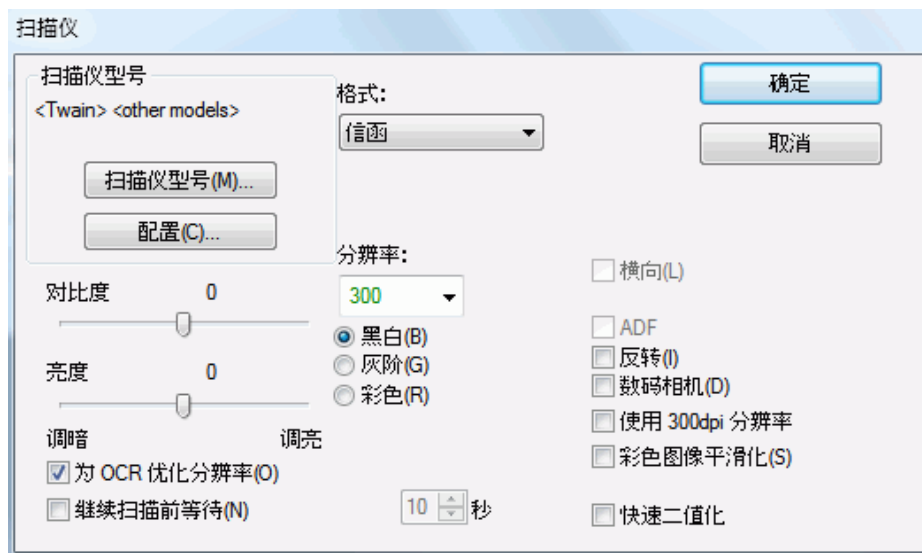 扫描仪
扫描仪型号
<Twain> <other models>
扫描仪型号(M)...
配置(C)...
格式:
信函
确定
取消
对比度 0
亮度 0
调暗 调亮
分辨率:
300
黑白(B)
灰阶(G)
彩色(R)
横向(L)
ADF
反转(I)
数码相机(D)
使用 300dpi 分辨率
彩色图像平滑化(S)
为 OCR 优化分辨率(O)
继续扫描前等待(N)
10 秒
快速二值化